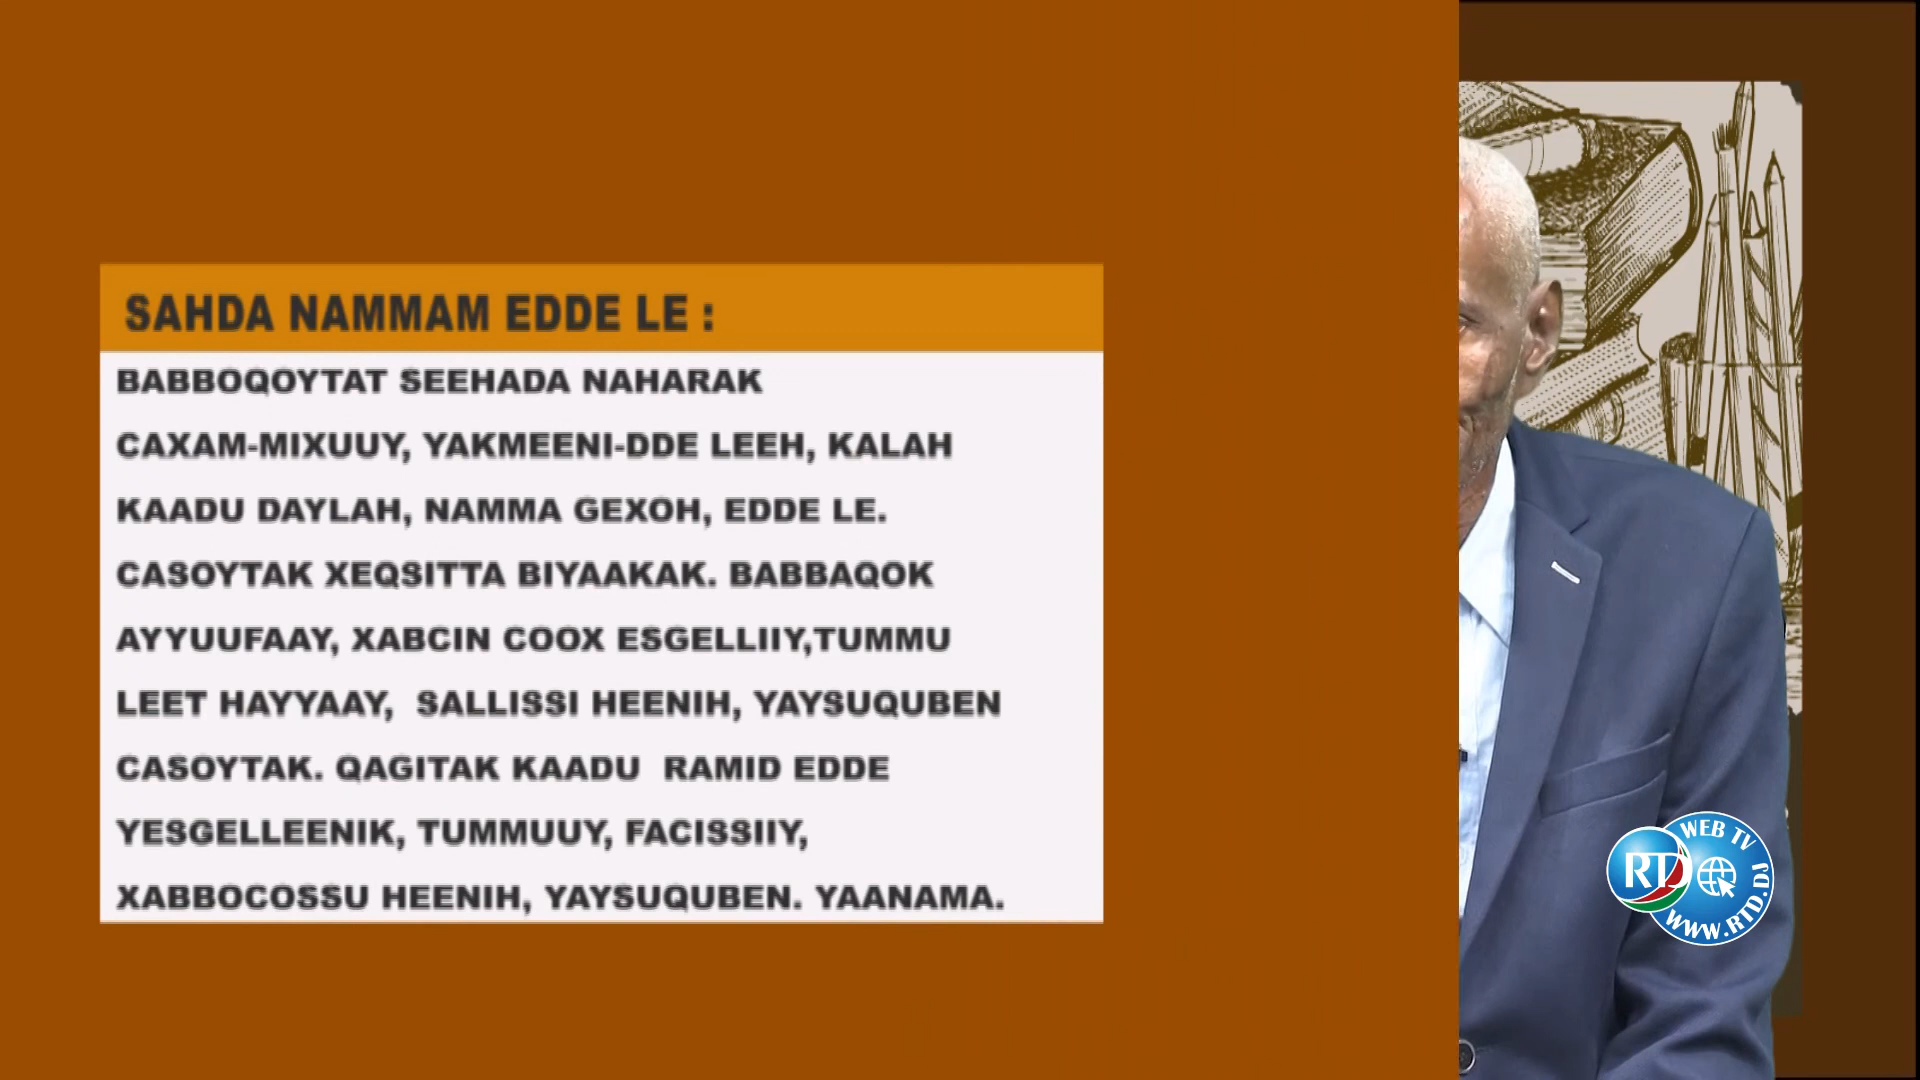 SAHDA NAMMAM EDDE LE :
BABBOQOYTAT SEEHADA NAHARAK
CAXAM-MIXUUY, YAKMEENI-DDE LEEH, KALAH
KAADU DAYLAH, NAMMA GEXOH, EDDE LE.
CASOYTAK XEQSITTA BIYAAKAK. BABBAQOK
AYYUUFAAY, XABCIN COOX ESGELLIIY,TUMMU
LEET HAYYAAY, SALLISSI HEENIH, YAYSUQUBEN
CASOYTAK. QAGITAK KAADU RAMID EDDE
YESGELLEENIK, TUMMUUY, FACISSIIY,
XABBOCOSSU HEENIH, YAYSUQUBEN. YAANAMA.
WEB TV
RTD
WWW.RTD.DJ